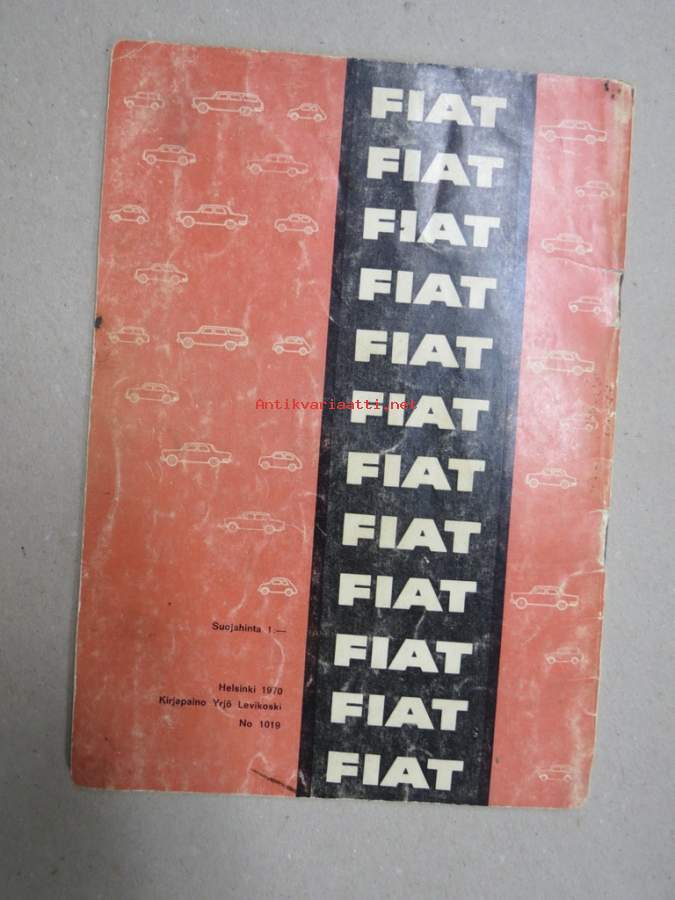 FIAT
FIAT
FIAT
FIAT
FIAT
Antikvariaatti.net
FIAT
FIAT
FIAT
FIAT
FIAT
FIAT
FIAT
Suojahinta 1:—
Helsinki 1970
Kirjapaino Yrjö Levikoski
No 1019